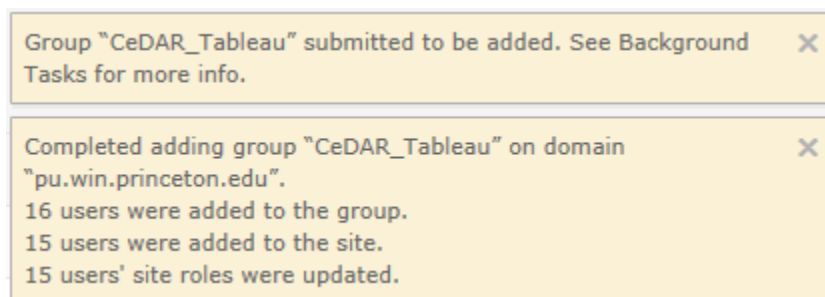 Group “CeDAR_Tableau” submitted to be added. See Background
Tasks for more info.
Completed adding group “CeDAR_Tableau” on domain
“pu.win.princeton.edu”.
16 users were added to the group.
15 users were added to the site.
15 users' site roles were updated.